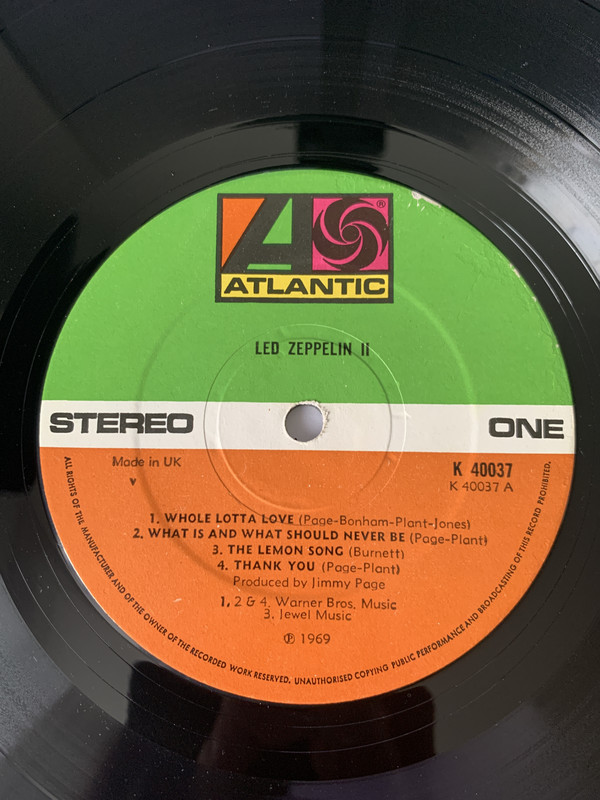 ATLANTIC
®
LED ZEPPELIN II
STEREO
ONE
Made in UK
v
K 40037
K 40037 A
1. WHOLE LOTTA LOVE (Page-Bonham-Plant-Jones)
2. WHAT IS AND WHAT SHOULD NEVER BE (Page-Plant)
3. THE LEMON SONG (Burnett)
4. THANK YOU (Page-Plant)
Produced by Jimmy Page
1, 2 & 4. Warner Bros. Music
3. Jewel Music
℗ 1969
ALL RIGHTS OF THE MANUFACTURER AND OF THE OWNER OF THE RECORDED WORK RESERVED. UNAUTHORISED COPYING PUBLIC PERFORMANCE AND BROADCASTING OF THIS RECORD PROHIBITED.